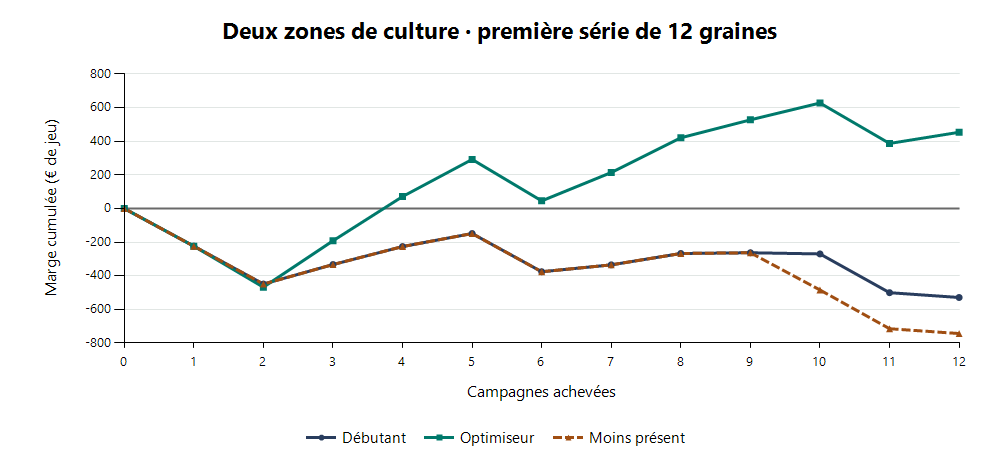 Deux zones de culture · première série de 12 graines
Marge cumulée (€ de jeu)
800
600
400
200
0
-200
-400
-600
-800
0 1 2 3 4 5 6 7 8 9 10 11 12
Campagnes achevées
Débutant Optimiseur Moins présent